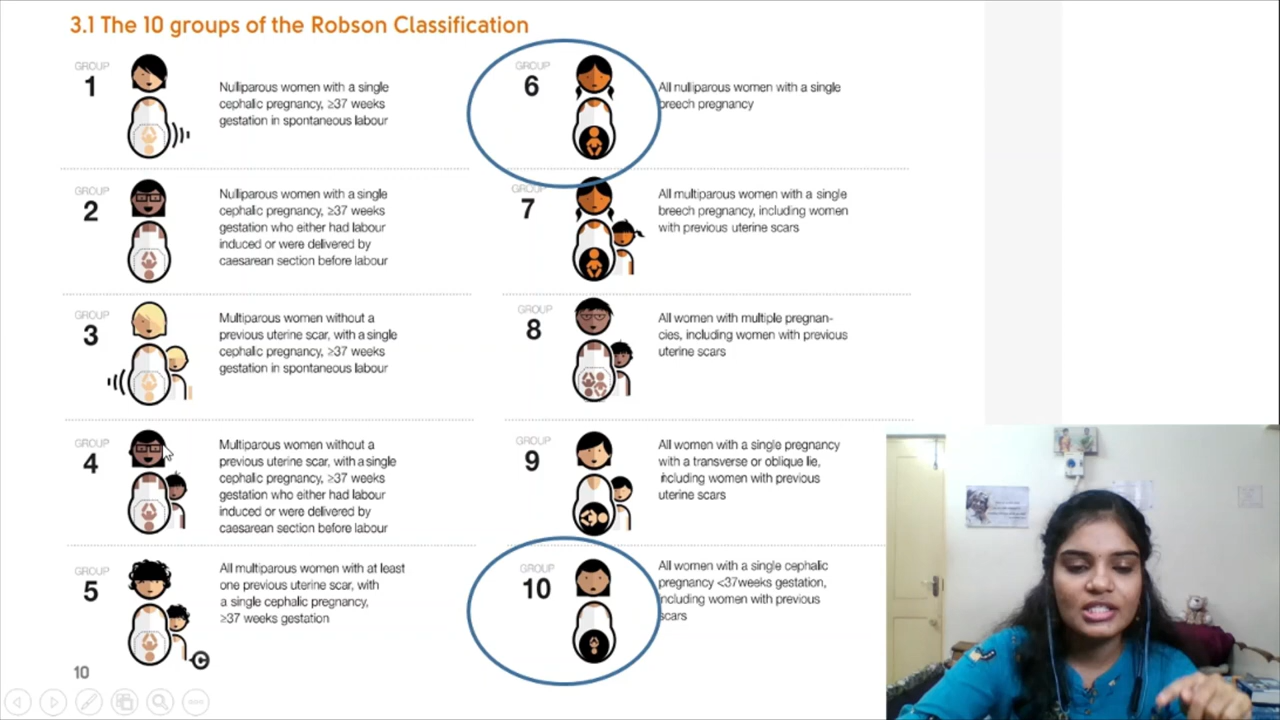 3.1 The 10 groups of the Robson Classification
GROUP
1
Nulliparous women with a single
cephalic pregnancy, ≥37 weeks
gestation in spontaneous labour
GROUP
2
Nulliparous women with a single
cephalic pregnancy, ≥37 weeks
gestation who either had labour
induced or were delivered by
caesarean section before labour
GROUP
3
Multiparous women without a
previous uterine scar, with a single
cephalic pregnancy, ≥37 weeks
gestation in spontaneous labour
GROUP
4
Multiparous women without a
previous uterine scar, with a single
cephalic pregnancy, ≥37 weeks
gestation who either had labour
induced or were delivered by
caesarean section before labour
GROUP
5
All multiparous women with at least
one previous uterine scar, with
a single cephalic pregnancy,
≥37 weeks gestation
C
10
GROUP
6
All nulliparous women with a single
breech pregnancy
GROUP
7
All multiparous women with a single
breech pregnancy, including women
with previous uterine scars
GROUP
8
All women with multiple pregnan-
cies, including women with previous
uterine scars
GROUP
9
All women with a single pregnancy
with a transverse or oblique lie,
including women with previous
uterine scars
GROUP
10
All women with a single cephalic
pregnancy <37weeks gestation,
including women with previous
scars